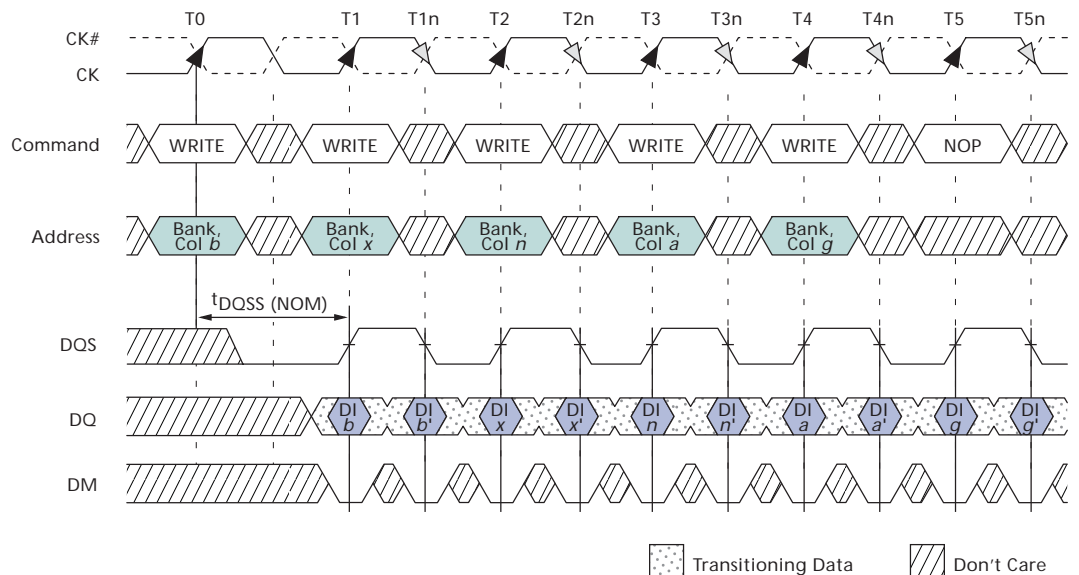 T0 T1 T1n T2 T2n T3 T3n T4 T4n T5 T5n
CK#
CK
Command WRITE WRITE WRITE WRITE WRITE NOP
Address
Bank, Col b
Bank, Col x
Bank, Col n
Bank, Col a
Bank, Col g
tDQSS (NOM)
DQS
DQ
DI b
DI b'
DI x
DI x'
DI n
DI n'
DI a
DI a'
DI g
DI g'
DM
Transitioning Data
Don't Care